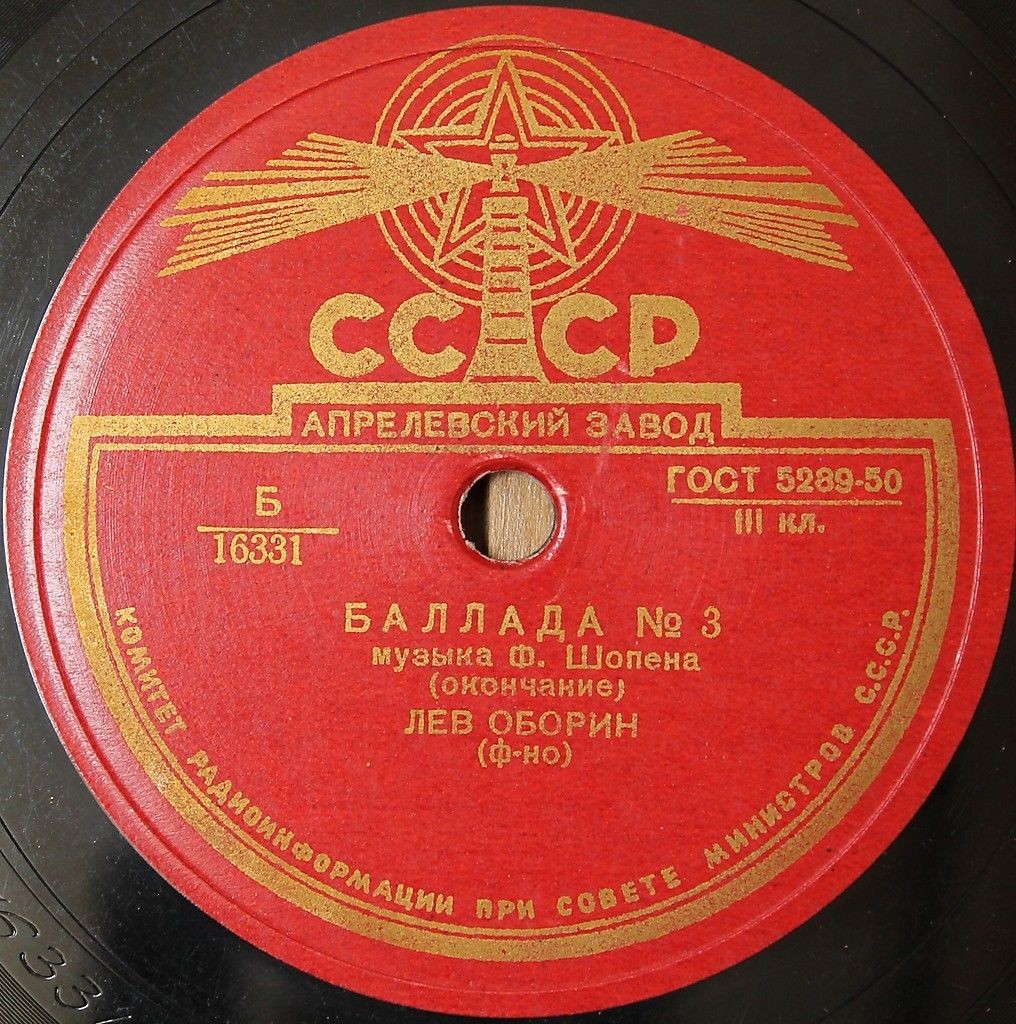 СССР
АПРЕЛЕВСКИЙ ЗАВОД
Б
16331
ГОСТ 5289-50
III кл.
БАЛЛАДА № 3
музыка Ф. Шопена
(окончание)
ЛЕВ ОБОРИН
(ф-но)
КОМИТЕТ РАДИОИНФОРМАЦИИ ПРИ СОВЕТЕ МИНИСТРОВ С.С.С.Р.